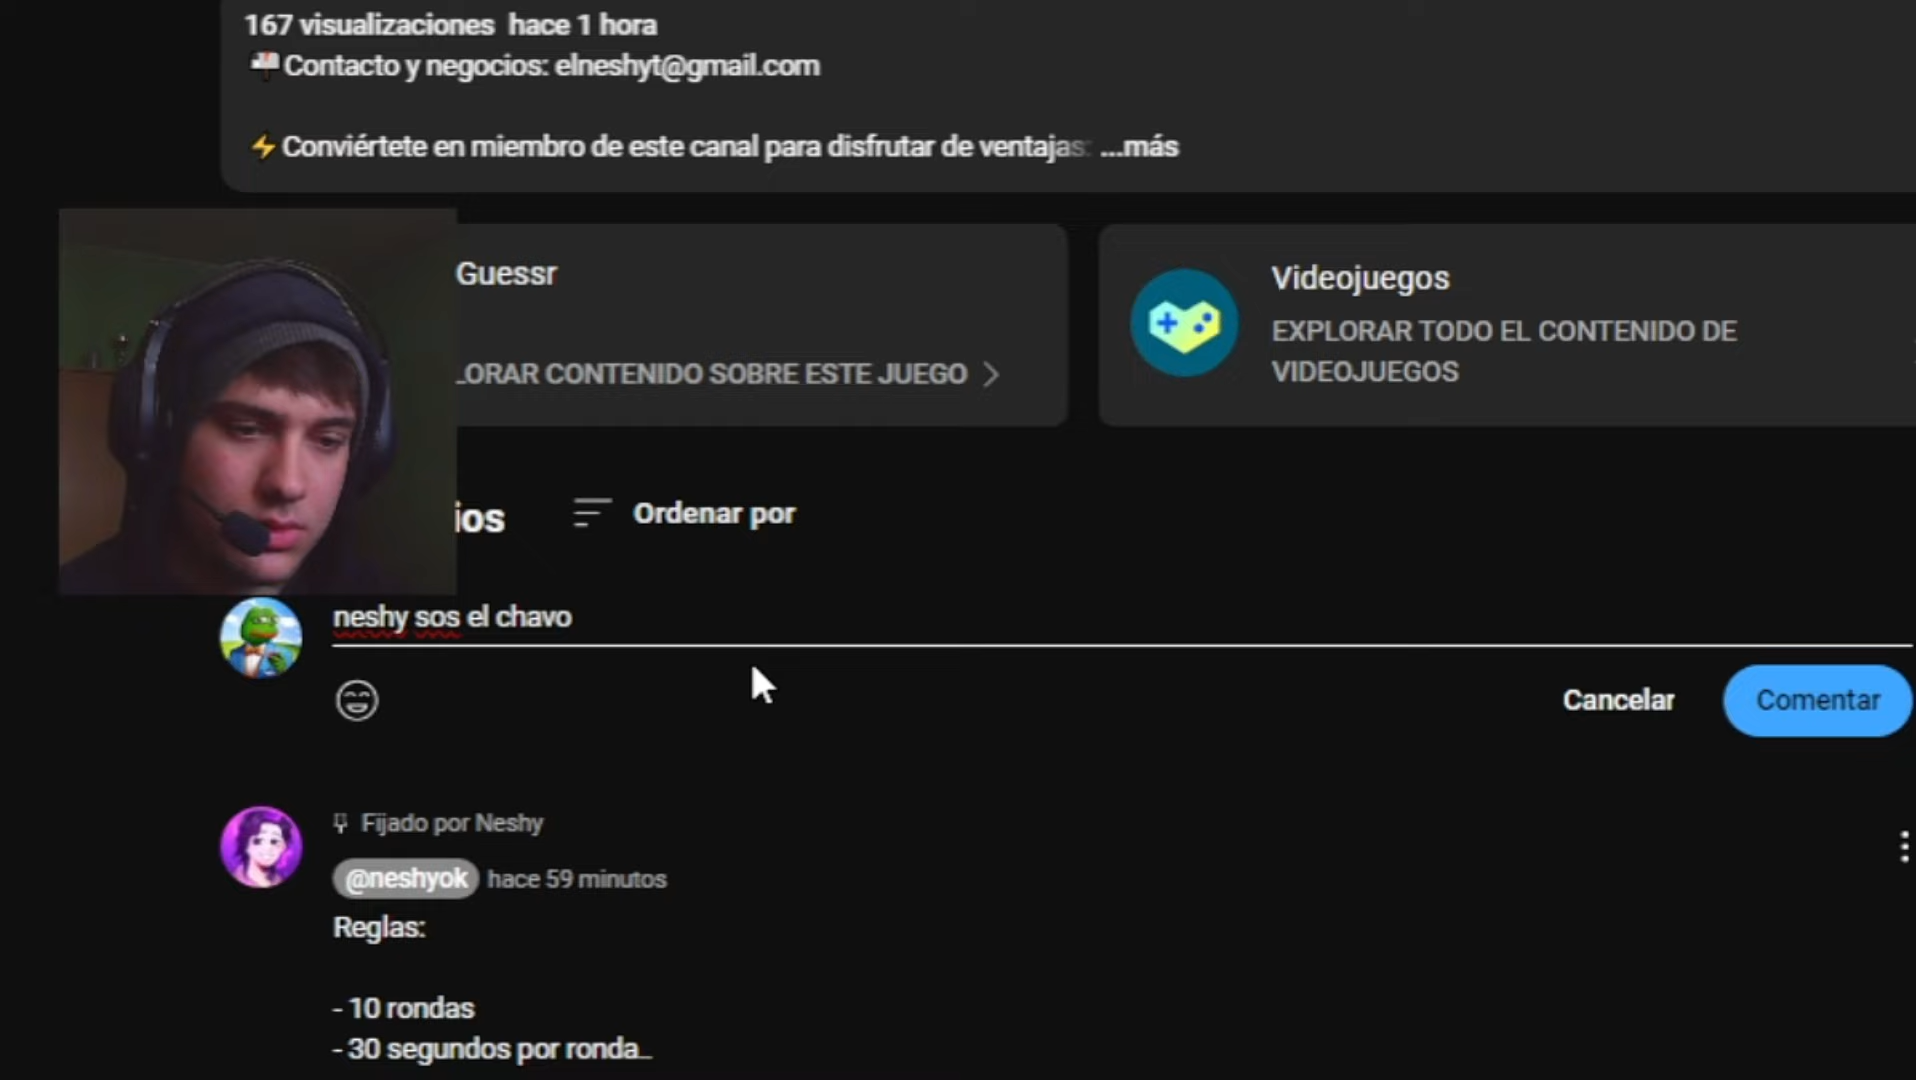 167 visualizaciones hace 1 hora
Contacto y negocios: elneshyt@gmail.com
Conviértete en miembro de este canal para disfrutar de ventajas: ...más
Guessr
LORAR CONTENIDO SOBRE ESTE JUEGO
Videojuegos
EXPLORAR TODO EL CONTENIDO DE
VIDEOJUEGOS
ios
Ordenar por
neshy sos el chavo
Cancelar
Comentar
Fijado por Neshy
@neshyok hace 59 minutos
Reglas:
- 10 rondas
- 30 segundos por ronda...